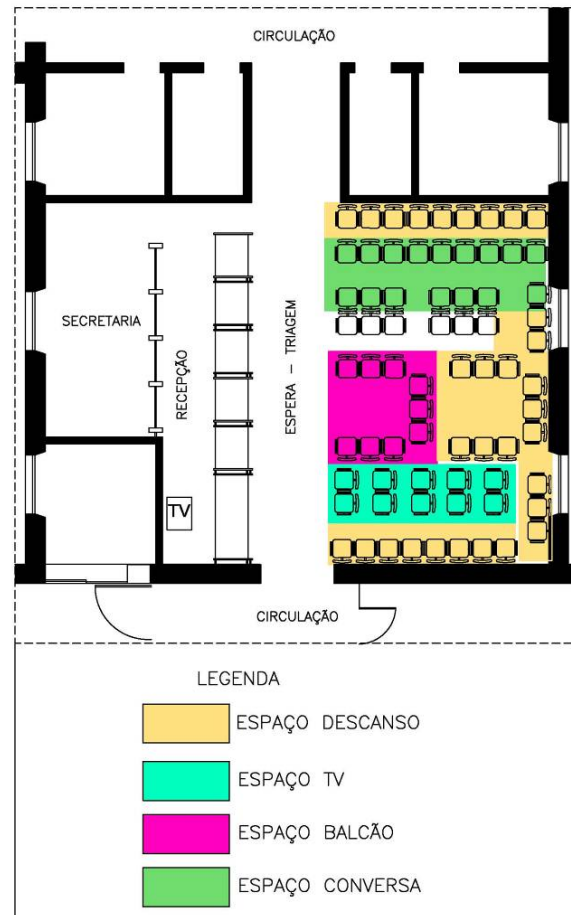 CIRCULAÇÃO
SECRETARIA
RECEPÇÃO
ESPERA – TRIAGEM
TV
CIRCULAÇÃO
LEGENDA
ESPAÇO DESCANSO
ESPAÇO TV
ESPAÇO BALCÃO
ESPAÇO CONVERSA